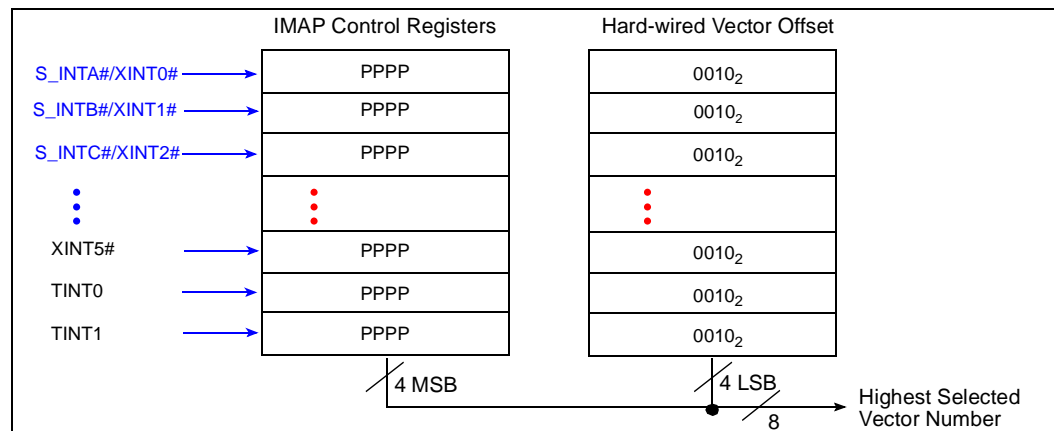 IMAP Control Registers Hard-wired Vector Offset
S_INTA#/XINT0# PPPP 0010₂
S_INTB#/XINT1# PPPP 0010₂
S_INTC#/XINT2# PPPP 0010₂
XINT5# PPPP 0010₂
TINT0 PPPP 0010₂
TINT1 PPPP 0010₂
4 MSB 4 LSB
8
Highest Selected
Vector Number